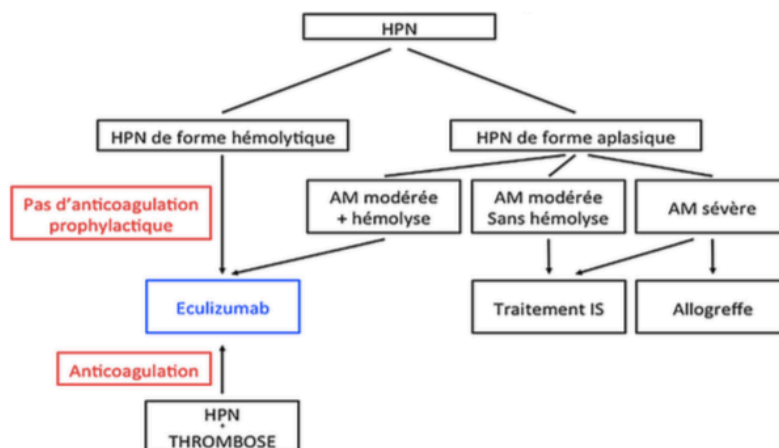 HPN
HPN de forme hémolytique
HPN de forme aplasique
Pas d'anticoagulation
prophylactique
AM modérée
+ hémolyse
AM modérée
Sans hémolyse
AM sévère
Eculizumab
Traitement IS
Allogreffe
Anticoagulation
HPN
+
THROMBOSE